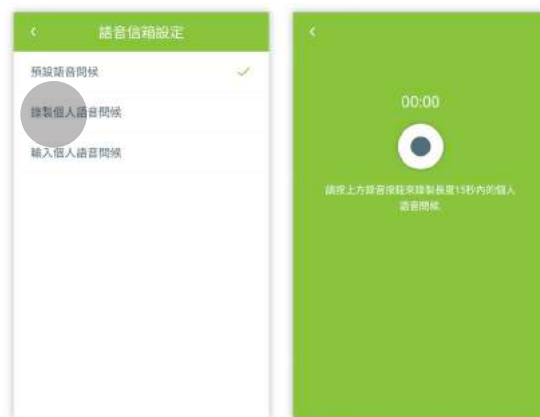 語音信箱設定
預設語音問候
錄製個人語音問候
輸入個人語音問候
00:00
請按上方錄音按鈕來錄製長度15秒內的個人
語音問候.